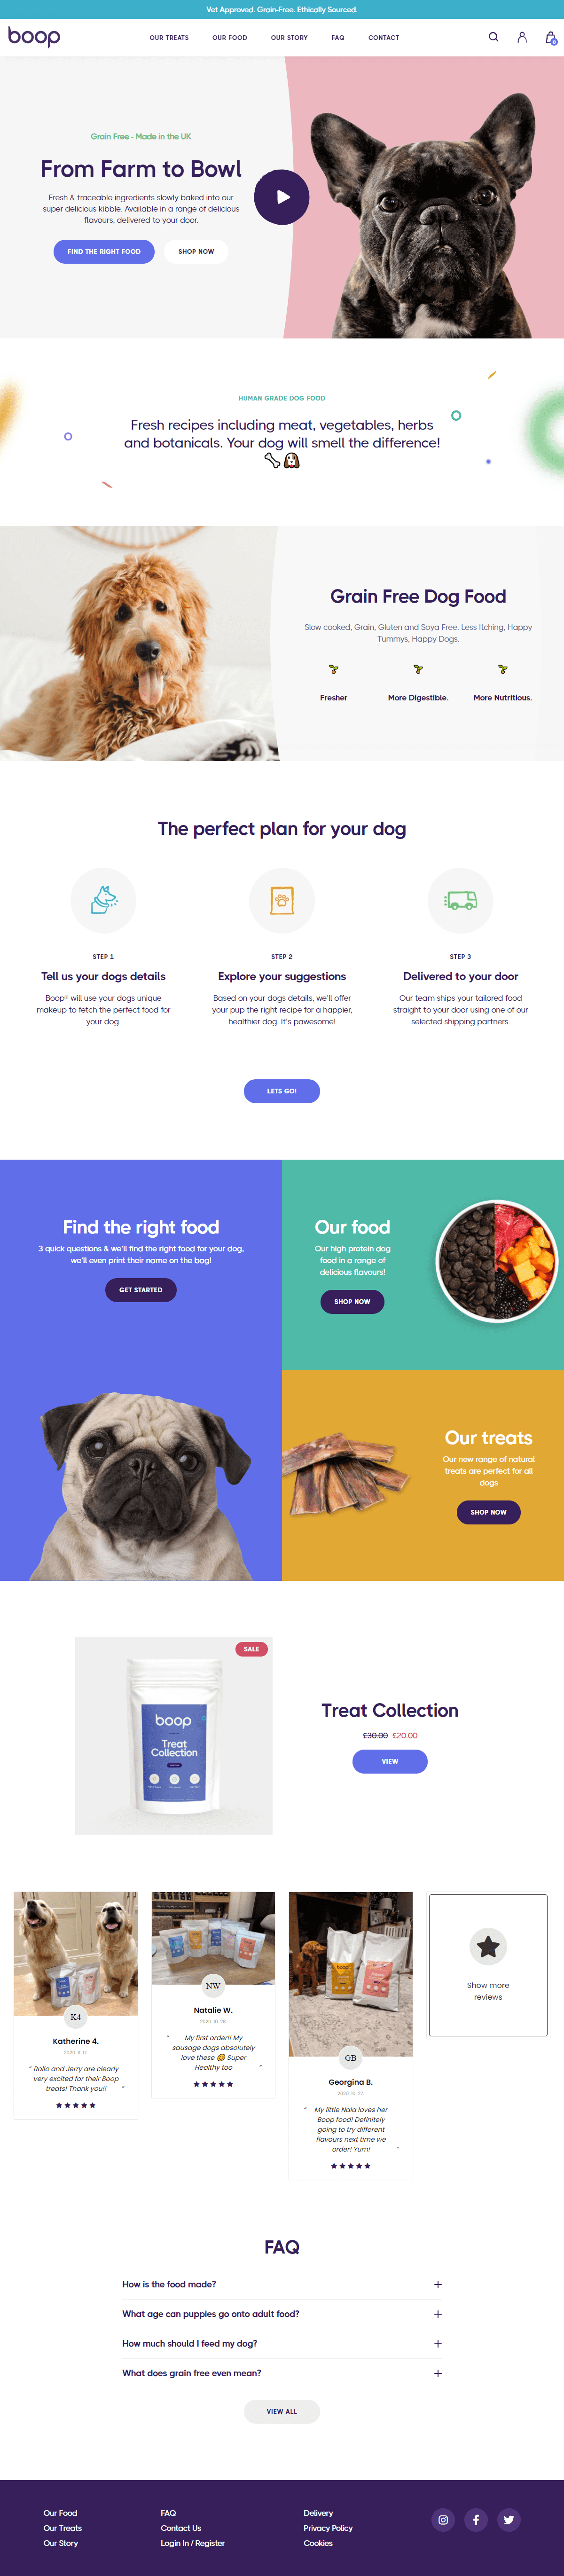 Vet Approved. Grain-Free. Ethically Sourced.
boop
OUR TREATS
OUR FOOD
OUR STORY
FAQ
CONTACT
Grain Free - Made in the UK
From Farm to Bowl
Fresh & traceable ingredients slowly baked into our
super delicious kibble. Available in a range of delicious
flavours, delivered to your door.
FIND THE RIGHT FOOD
SHOP NOW
HUMAN GRADE DOG FOOD
Fresh recipes including meat, vegetables, herbs
and botanicals. Your dog will smell the difference!
Grain Free Dog Food
Slow cooked, Grain, Gluten and Soya Free. Less Itching, Happy
Tummys, Happy Dogs.
Fresher
More Digestible.
More Nutritious.
The perfect plan for your dog
STEP 1
Tell us your dogs details
Boop® will use your dogs unique
makeup to fetch the perfect food for
your dog.
STEP 2
Explore your suggestions
Based on your dogs details, we'll offer
your pup the right recipe for a happier,
healthier dog. It's pawesome!
STEP 3
Delivered to your door
Our team ships your tailored food
straight to your door using one of our
selected shipping partners.
LETS GO!
Find the right food
3 quick questions & we'll find the right food for your dog,
we'll even print their name on the bag!
GET STARTED
Our food
Our high protein dog
food in a range of
delicious flavours!
SHOP NOW
Our treats
Our new range of natural
treats are perfect for all
dogs
SHOP NOW
SALE
boop
Treat
Collection
Treat Collection
£30.00 £20.00
VIEW
K4
Katherine 4.
2020. 11. 17.
" Rollo and Jerry are clearly
very excited for their Boop
treats! Thank you!! "
NW
Natalie W.
2020. 10. 28.
" My first order!! My
sausage dogs absolutely
love these 🤩 Super
Healthy too "
GB
Georgina B.
2020. 10. 27.
" My little Nala loves her
Boop food! Definitely
going to try different
flavours next time we
order! Yum! "
Show more
reviews
FAQ
How is the food made?
What age can puppies go onto adult food?
How much should I feed my dog?
What does grain free even mean?
VIEW ALL
Our Food
Our Treats
Our Story
FAQ
Contact Us
Login In / Register
Delivery
Privacy Policy
Cookies